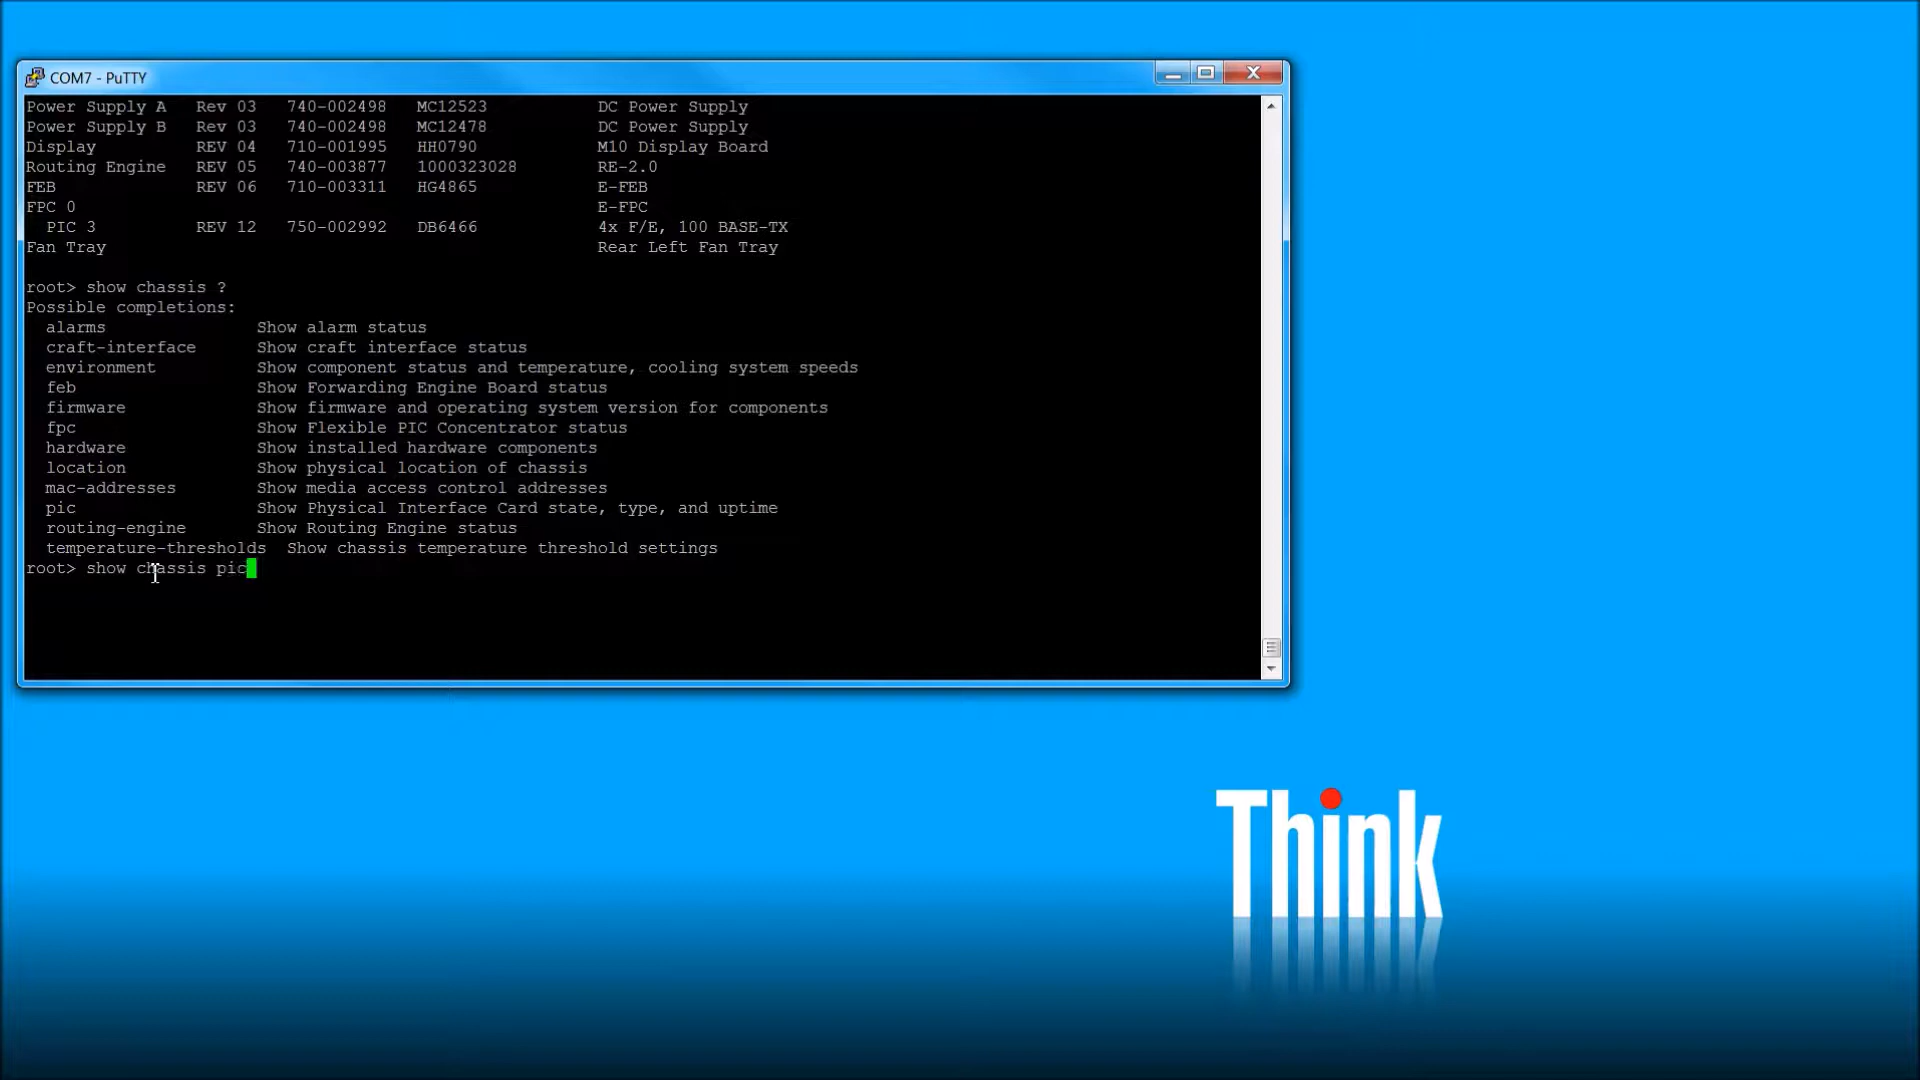 COM7 - PuTTY
Power Supply A   Rev 03   740-002498   MC12523           DC Power Supply
Power Supply B   Rev 03   740-002498   MC12478           DC Power Supply
Display          REV 04   710-001995   HH0790            M10 Display Board
Routing Engine   REV 05   740-003877   1000323028        RE-2.0
FEB              REV 06   710-003311   HG4865            E-FEB
FPC 0                                                    E-FPC
  PIC 3          REV 12   750-002992   DB6466            4x F/E, 100 BASE-TX
Fan Tray                                                 Rear Left Fan Tray
root> show chassis ?
Possible completions:
  alarms               Show alarm status
  craft-interface      Show craft interface status
  environment          Show component status and temperature, cooling system speeds
  feb                  Show Forwarding Engine Board status
  firmware             Show firmware and operating system version for components
  fpc                  Show Flexible PIC Concentrator status
  hardware             Show installed hardware components
  location             Show physical location of chassis
  mac-addresses        Show media access control addresses
  pic                  Show Physical Interface Card state, type, and uptime
  routing-engine       Show Routing Engine status
  temperature-thresholds  Show chassis temperature threshold settings
root> show chassis pic
Think